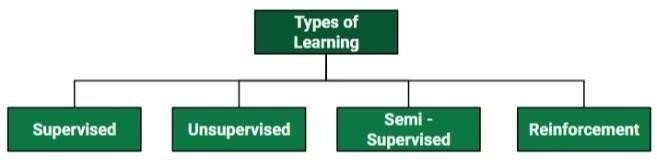 Types of
Learning
Supervised
Unsupervised
Semi -
Supervised
Reinforcement